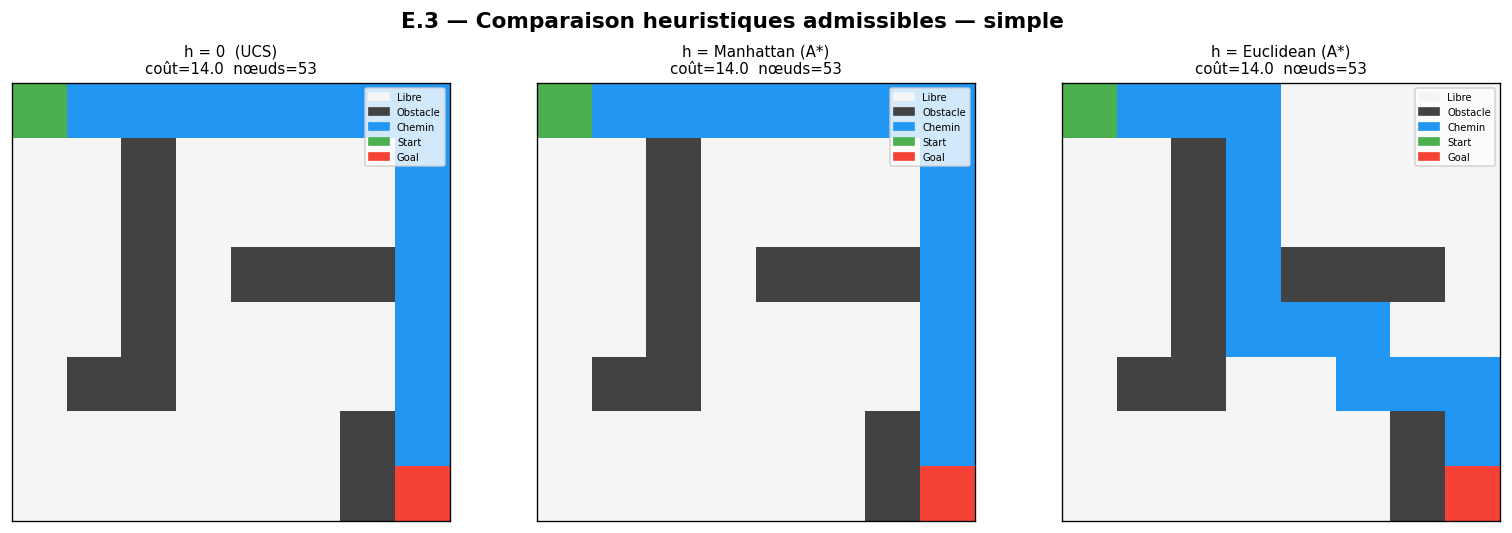 E.3 — Comparaison heuristiques admissibles — simple
h = 0  (UCS)
coût=14.0  nœuds=53
Libre
Obstacle
Chemin
Start
Goal
h = Manhattan (A*)
coût=14.0  nœuds=53
Libre
Obstacle
Chemin
Start
Goal
h = Euclidean (A*)
coût=14.0  nœuds=53
Libre
Obstacle
Chemin
Start
Goal